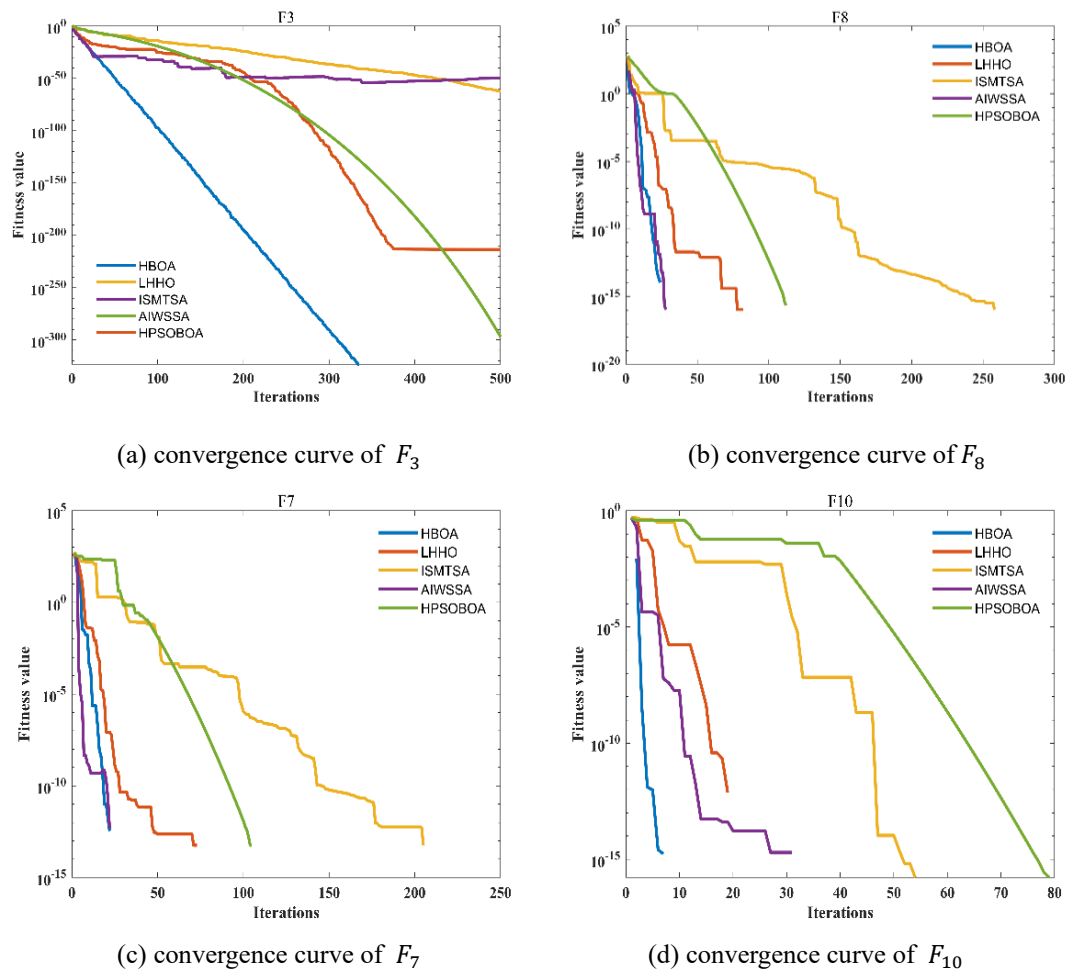 F3
10^0
10^-50
10^-100
10^-150
10^-200
10^-250
10^-300
Fitness value
HBOA
LHHO
ISMTSA
AIWSSA
HPSOBOA
0 100 200 300 400 500
Iterations
(a) convergence curve of F_3
F8
10^5
10^0
10^-5
10^-10
10^-15
10^-20
Fitness value
HBOA
LHHO
ISMTSA
AIWSSA
HPSOBOA
0 50 100 150 200 250 300
Iterations
(b) convergence curve of F_8
F7
10^5
10^0
10^-5
10^-10
10^-15
Fitness value
HBOA
LHHO
ISMTSA
AIWSSA
HPSOBOA
0 50 100 150 200 250
Iterations
(c) convergence curve of F_7
F10
10^0
10^-5
10^-10
10^-15
Fitness value
HBOA
LHHO
ISMTSA
AIWSSA
HPSOBOA
0 10 20 30 40 50 60 70 80
Iterations
(d) convergence curve of F_10